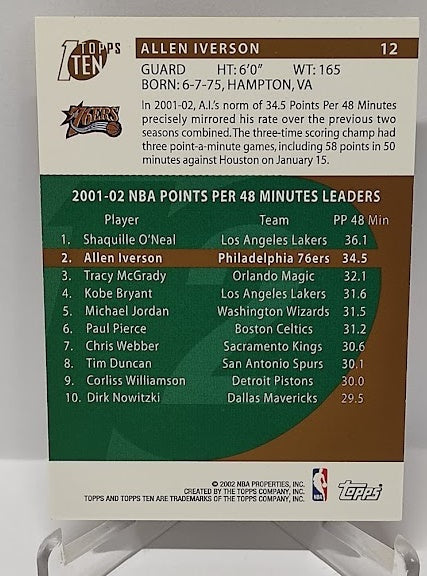 TOPPS
TEN
ALLEN IVERSON 12
GUARD HT: 6'0" WT: 165
BORN: 6-7-75, HAMPTON, VA
76ERS
In 2001-02, A.I.'s norm of 34.5 Points Per 48 Minutes
precisely mirrored his rate over the previous two
seasons combined. The three-time scoring champ had
three point-a-minute games, including 58 points in 50
minutes against Houston on January 15.
2001-02 NBA POINTS PER 48 MINUTES LEADERS
Player Team PP 48 Min
1. Shaquille O'Neal Los Angeles Lakers 36.1
2. Allen Iverson Philadelphia 76ers 34.5
3. Tracy McGrady Orlando Magic 32.1
4. Kobe Bryant Los Angeles Lakers 31.6
5. Michael Jordan Washington Wizards 31.5
6. Paul Pierce Boston Celtics 31.2
7. Chris Webber Sacramento Kings 30.6
8. Tim Duncan San Antonio Spurs 30.1
9. Corliss Williamson Detroit Pistons 30.0
10. Dirk Nowitzki Dallas Mavericks 29.5
© 2002 NBA PROPERTIES, INC.
CREATED BY THE TOPPS COMPANY, INC.
TOPPS AND TOPPS TEN ARE TRADEMARKS OF THE TOPPS COMPANY, INC.
NBA
topps